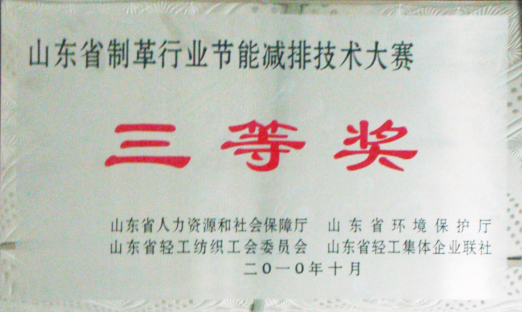 山东省制革行业节能减排技术大赛
三等奖
山东省人力资源和社会保障厅 山东省环境保护厅
山东省轻工纺织工会委员会 山东省轻工集体企业联社
二〇一〇年十月